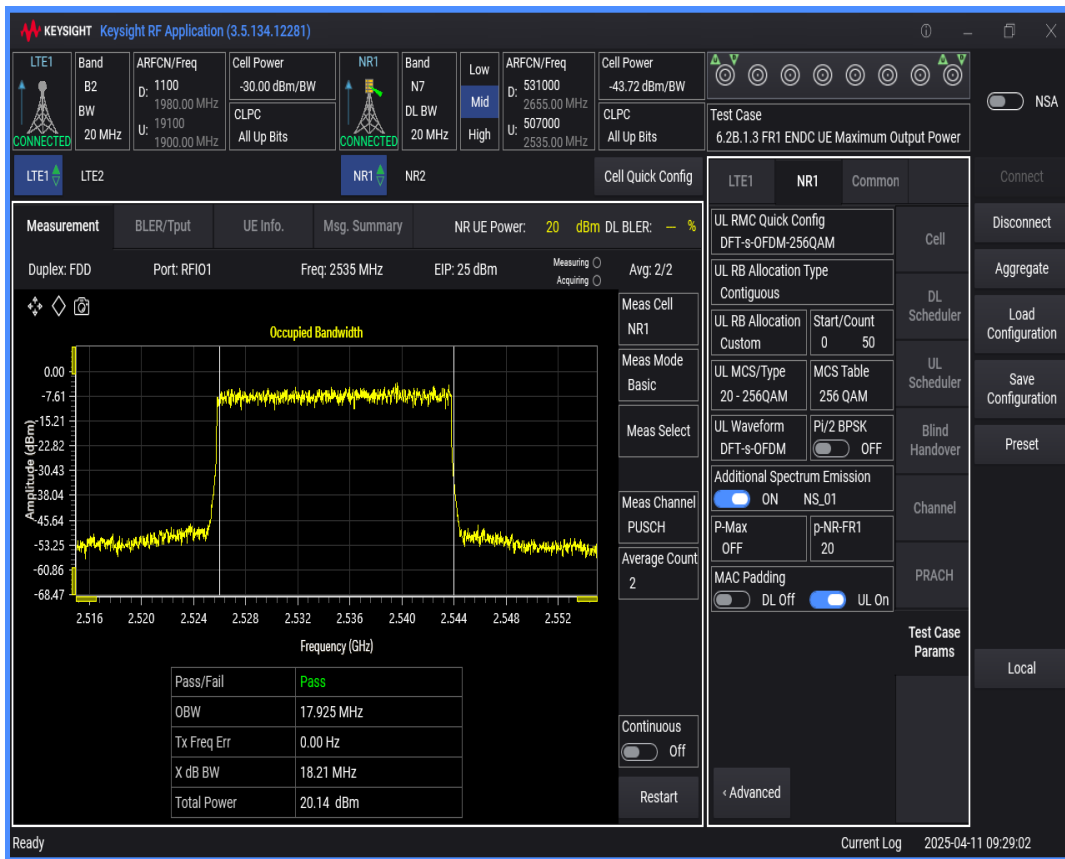 KEYSIGHT Keysight RF Application (3.5.134.12281)
LTE1 Band ARFCN/Freq Cell Power NR1 Band Low ARFCN/Freq Cell Power
B2 D: 1100 -30.00 dBm/BW N7 D: 531000 -43.72 dBm/BW
1980.00 MHz 2655.00 MHz
BW CLPC DL BW Mid CLPC Test Case
CONNECTED 20 MHz U: 19100 All Up Bits CONNECTED 20 MHz High U: 507000 All Up Bits 6.2B.1.3 FR1 ENDC UE Maximum Output Power
1900.00 MHz 2535.00 MHz
NSA
LTE1 LTE2 NR1 NR2 Cell Quick Config
LTE1 NR1 Common
Connect
Disconnect
Aggregate
Load
Configuration
Save
Configuration
Preset
Local
Measurement BLER/Tput UE Info. Msg. Summary NR UE Power: 20 dBm DL BLER: -- %
Duplex: FDD Port: RFIO1 Freq: 2535 MHz EIP: 25 dBm Measuring Avg: 2/2
Acquiring
Occupied Bandwidth
Amplitude (dBm)
0.00
-7.61
-15.21
-22.82
-30.43
-38.04
-45.64
-53.25
-60.86
-68.47
2.516 2.520 2.524 2.528 2.532 2.536 2.540 2.544 2.548 2.552
Frequency (GHz)
Pass/Fail Pass
OBW 17.925 MHz
Tx Freq Err 0.00 Hz
X dB BW 18.21 MHz
Total Power 20.14 dBm
Meas Cell
NR1
Meas Mode
Basic
Meas Select
Meas Channel
PUSCH
Average Count
2
Continuous
Off
Restart
UL RMC Quick Config
DFT-s-OFDM-256QAM
UL RB Allocation Type
Contiguous
UL RB Allocation Start/Count
Custom 0 50
UL MCS/Type MCS Table
20 - 256QAM 256 QAM
UL Waveform Pi/2 BPSK
DFT-s-OFDM OFF
Additional Spectrum Emission
ON NS_01
P-Max p-NR-FR1
OFF 20
MAC Padding
DL Off UL On
‹ Advanced
Cell
DL
Scheduler
UL
Scheduler
Blind
Handover
Channel
PRACH
Test Case
Params
Ready Current Log 2025-04-11 09:29:02